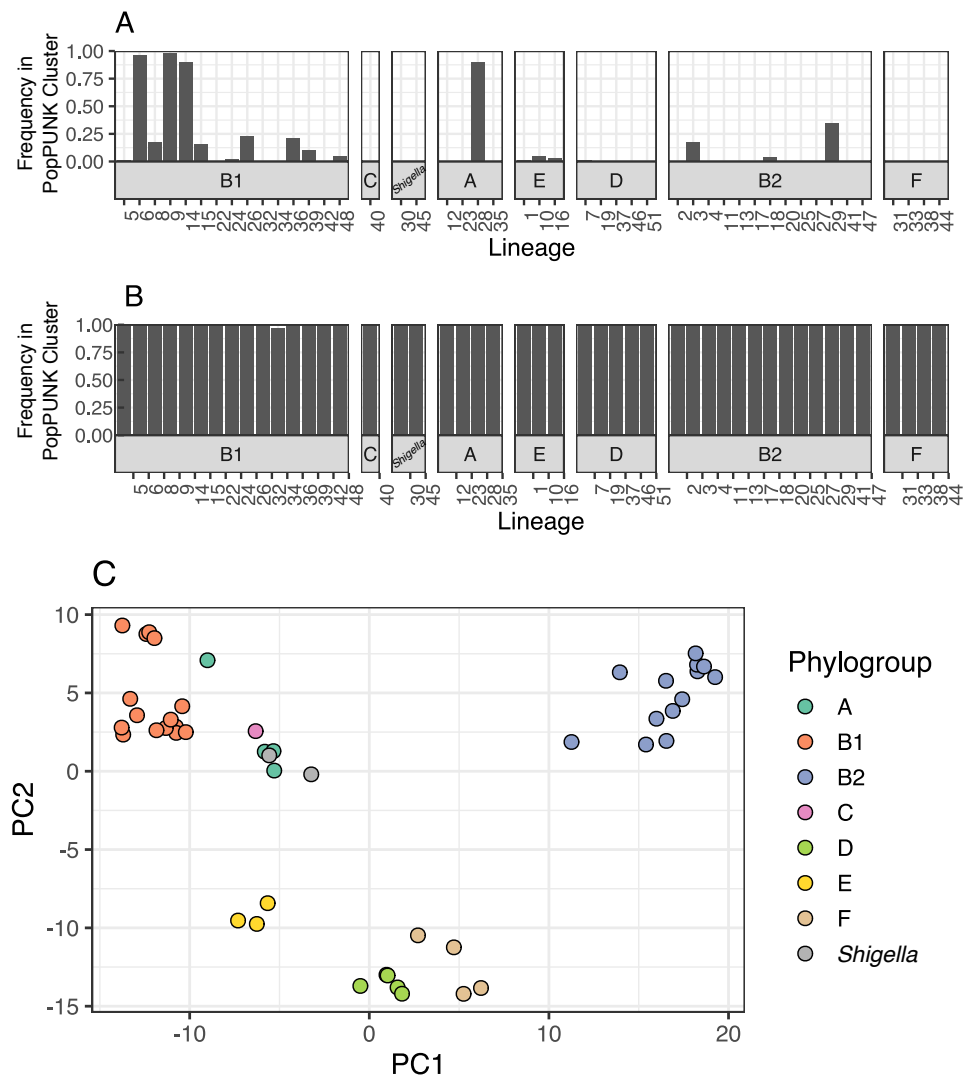 A
Frequency in
PopPUNK Cluster
1.00
0.75
0.50
0.25
0.00
B1 C Shigella A E D B2 F
5 6 8 9 14 15 22 24 26 32 34 36 39 42 48 40 30 45 12 23 28 35 1 10 16 7 19 37 46 51 2 3 4 11 13 17 18 20 25 27 29 41 47 31 33 38 44
Lineage
B
Frequency in
PopPUNK Cluster
1.00
0.75
0.50
0.25
0.00
B1 C Shigella A E D B2 F
5 6 8 9 14 15 22 24 26 32 34 36 39 42 48 40 30 45 12 23 28 35 1 10 16 7 19 37 46 51 2 3 4 11 13 17 18 20 25 27 29 41 47 31 33 38 44
Lineage
C
10
5
0
-5
-10
-15
PC2
-10 0 10 20
PC1
Phylogroup
A
B1
B2
C
D
E
F
Shigella